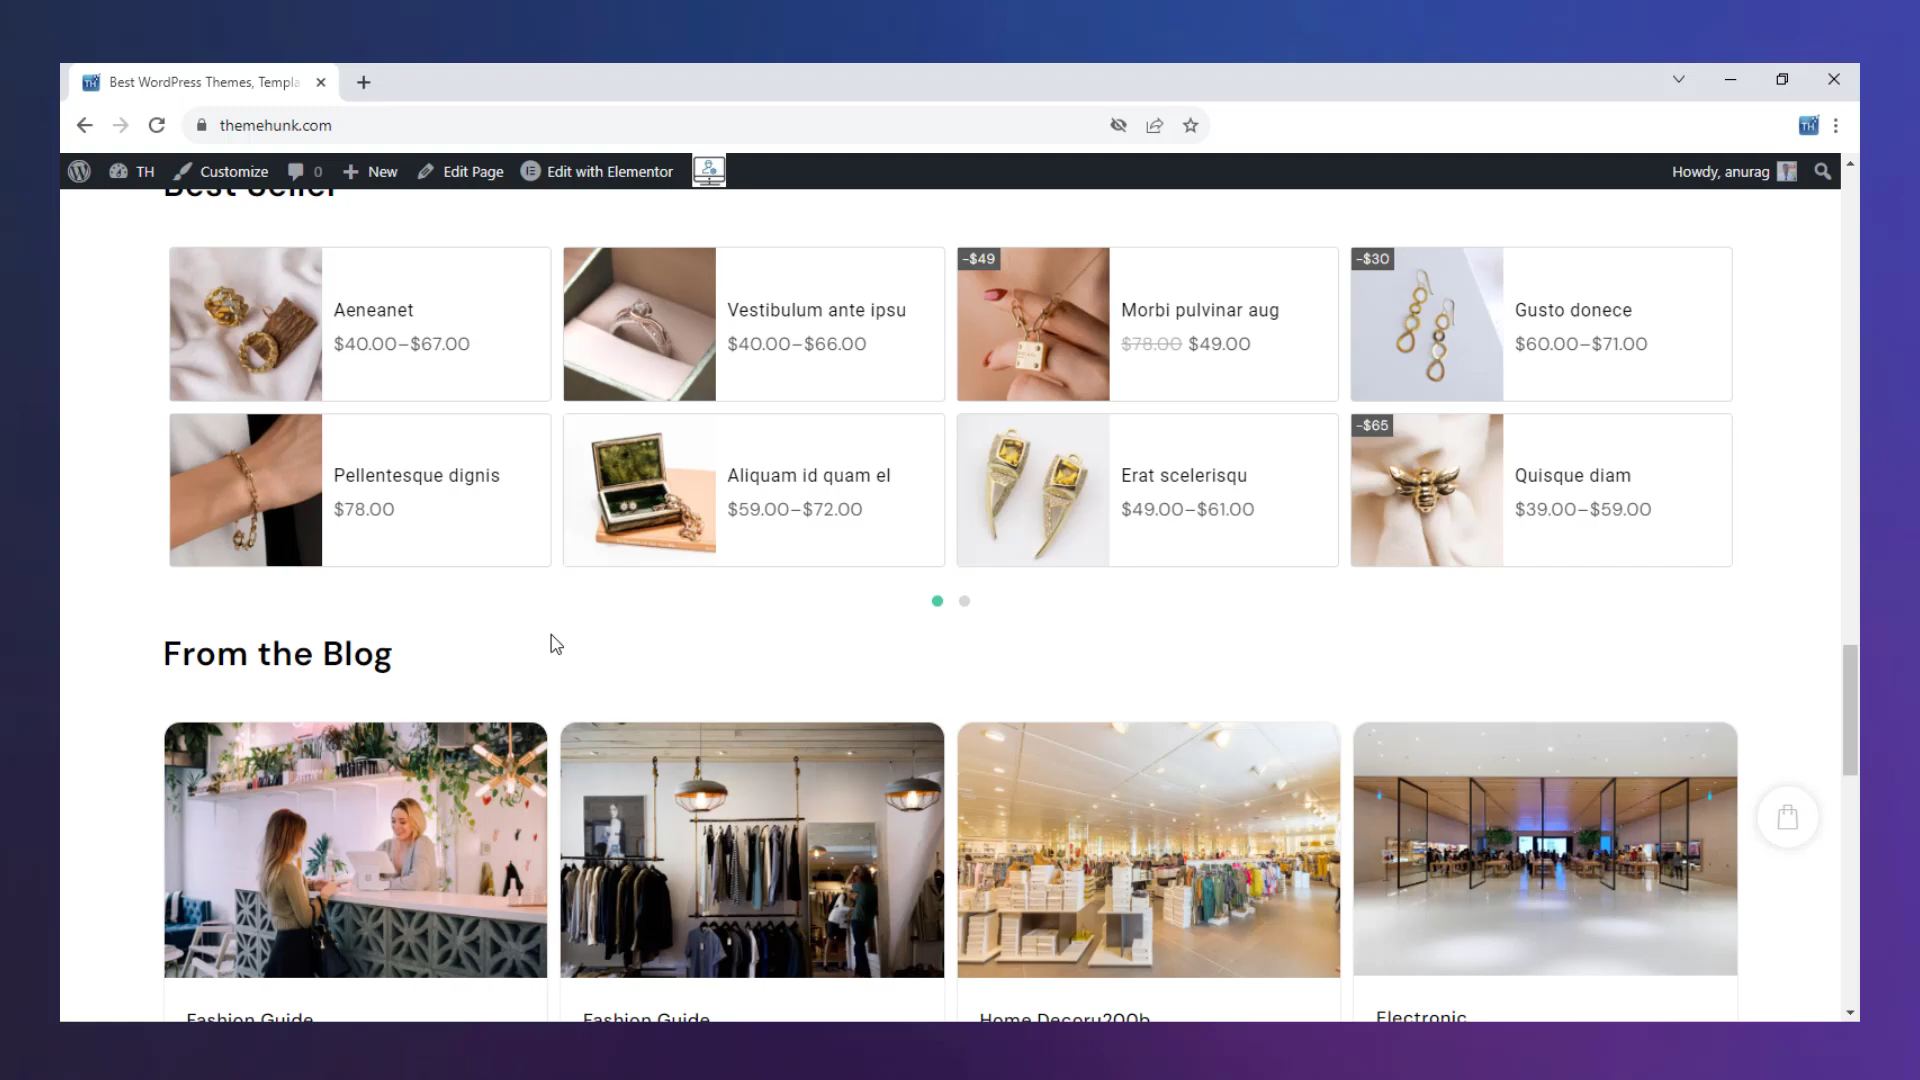 Best WordPress Themes, Templa
themehunk.com
TH
Customize
0
New
Edit Page
Edit with Elementor
Howdy, anurag
Best Seller
Aeneanet
$40.00–$67.00
Vestibulum ante ipsu
$40.00–$66.00
-$49
Morbi pulvinar aug
$78.00 $49.00
-$30
Gusto donece
$60.00–$71.00
Pellentesque dignis
$78.00
Aliquam id quam el
$59.00–$72.00
Erat scelerisqu
$49.00–$61.00
-$65
Quisque diam
$39.00–$59.00
From the Blog
Fashion Guide
Fashion Guide
Home Decoru200b
Electronic